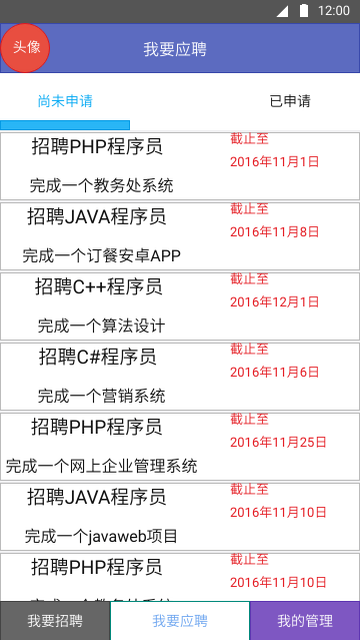 12:00
头像
我要应聘
尚未申请
已申请
招聘PHP程序员
截止至
2016年11月1日
完成一个教务处系统
招聘JAVA程序员
截止至
2016年11月8日
完成一个订餐安卓APP
招聘C++程序员
截止至
2016年12月1日
完成一个算法设计
招聘C#程序员
截止至
2016年11月6日
完成一个营销系统
招聘PHP程序员
截止至
2016年11月25日
完成一个网上企业管理系统
招聘JAVA程序员
截止至
2016年11月10日
完成一个javaweb项目
招聘PHP程序员
截止至
2016年11月10日
我要招聘
我要应聘
我的管理